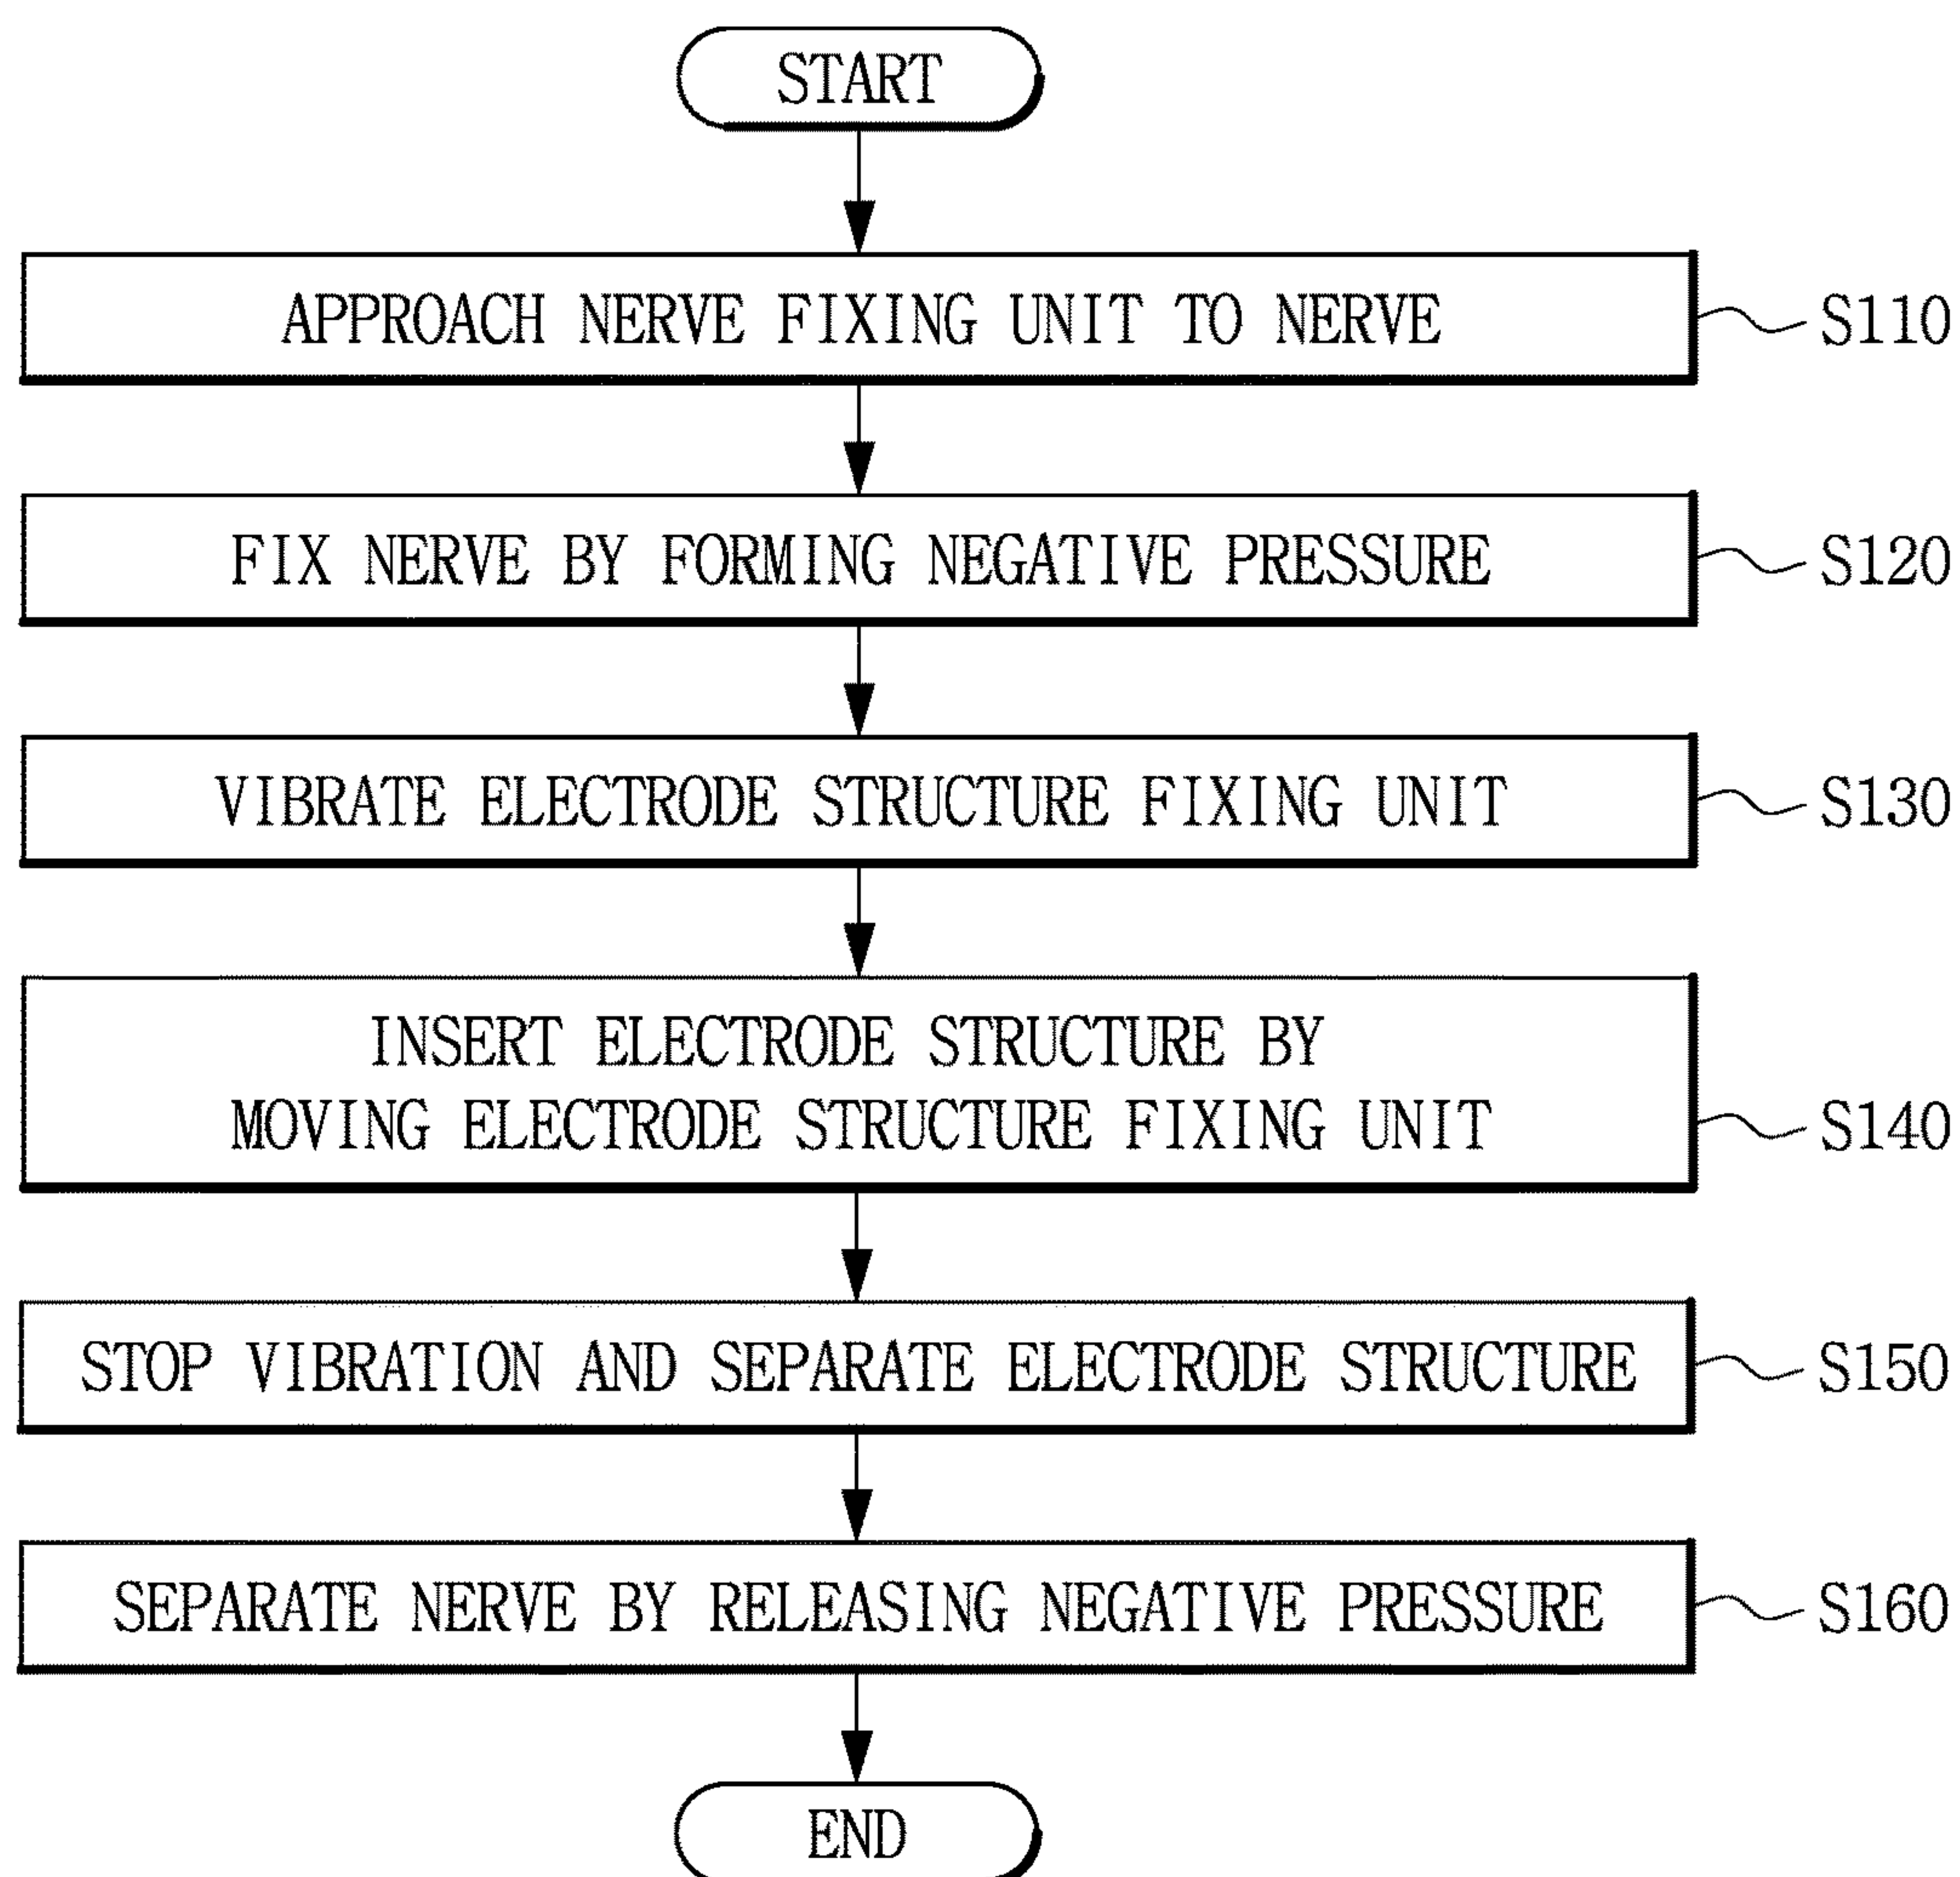 START
APPROACH NERVE FIXING UNIT TO NERVE
S110
FIX NERVE BY FORMING NEGATIVE PRESSURE
S120
VIBRATE ELECTRODE STRUCTURE FIXING UNIT
S130
INSERT ELECTRODE STRUCTURE BY
MOVING ELECTRODE STRUCTURE FIXING UNIT
S140
STOP VIBRATION AND SEPARATE ELECTRODE STRUCTURE
S150
SEPARATE NERVE BY RELEASING NEGATIVE PRESSURE
S160
END